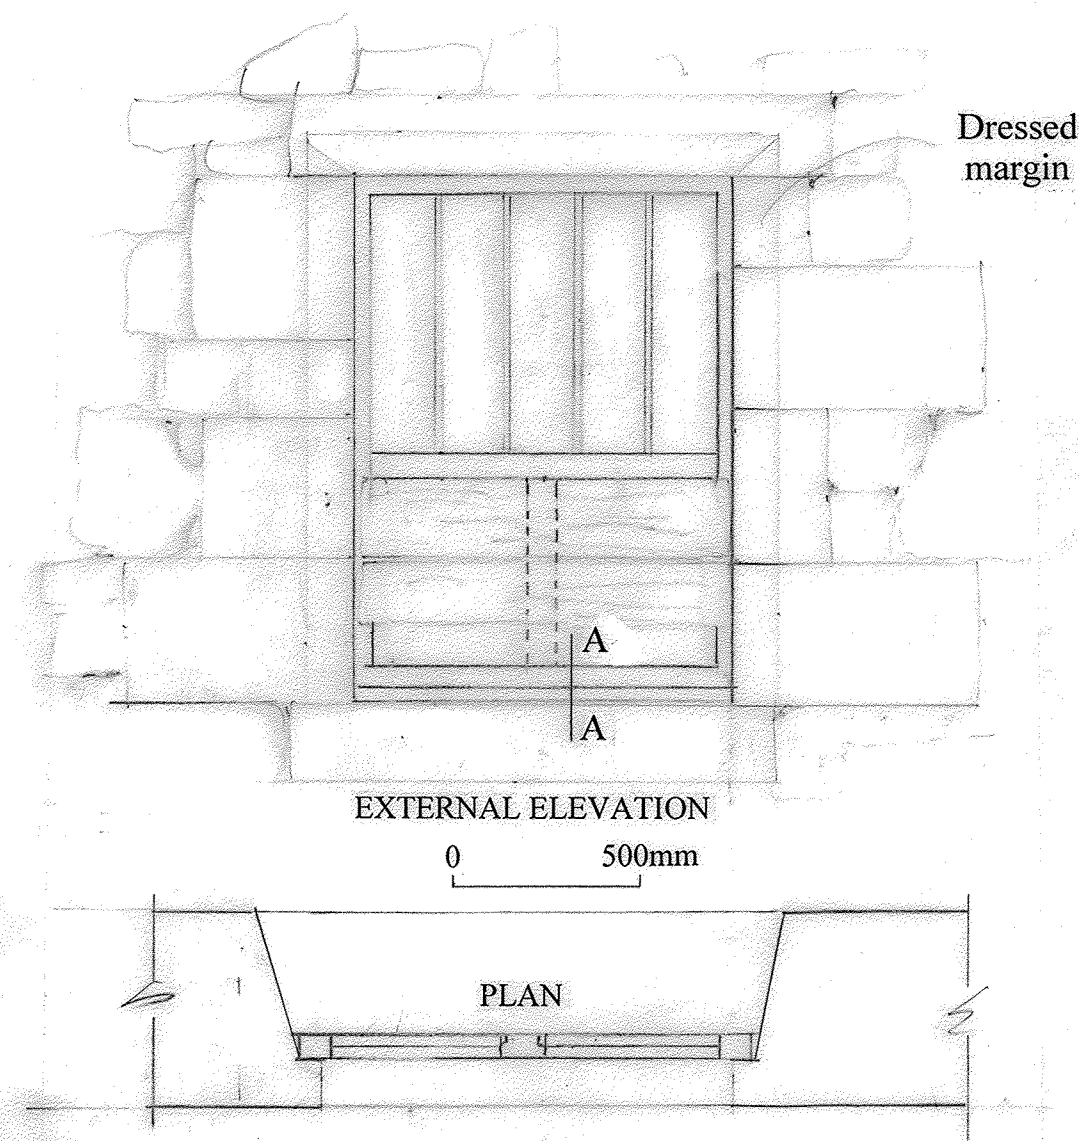 Dressed
margin
A
A
EXTERNAL ELEVATION
0 500mm
PLAN